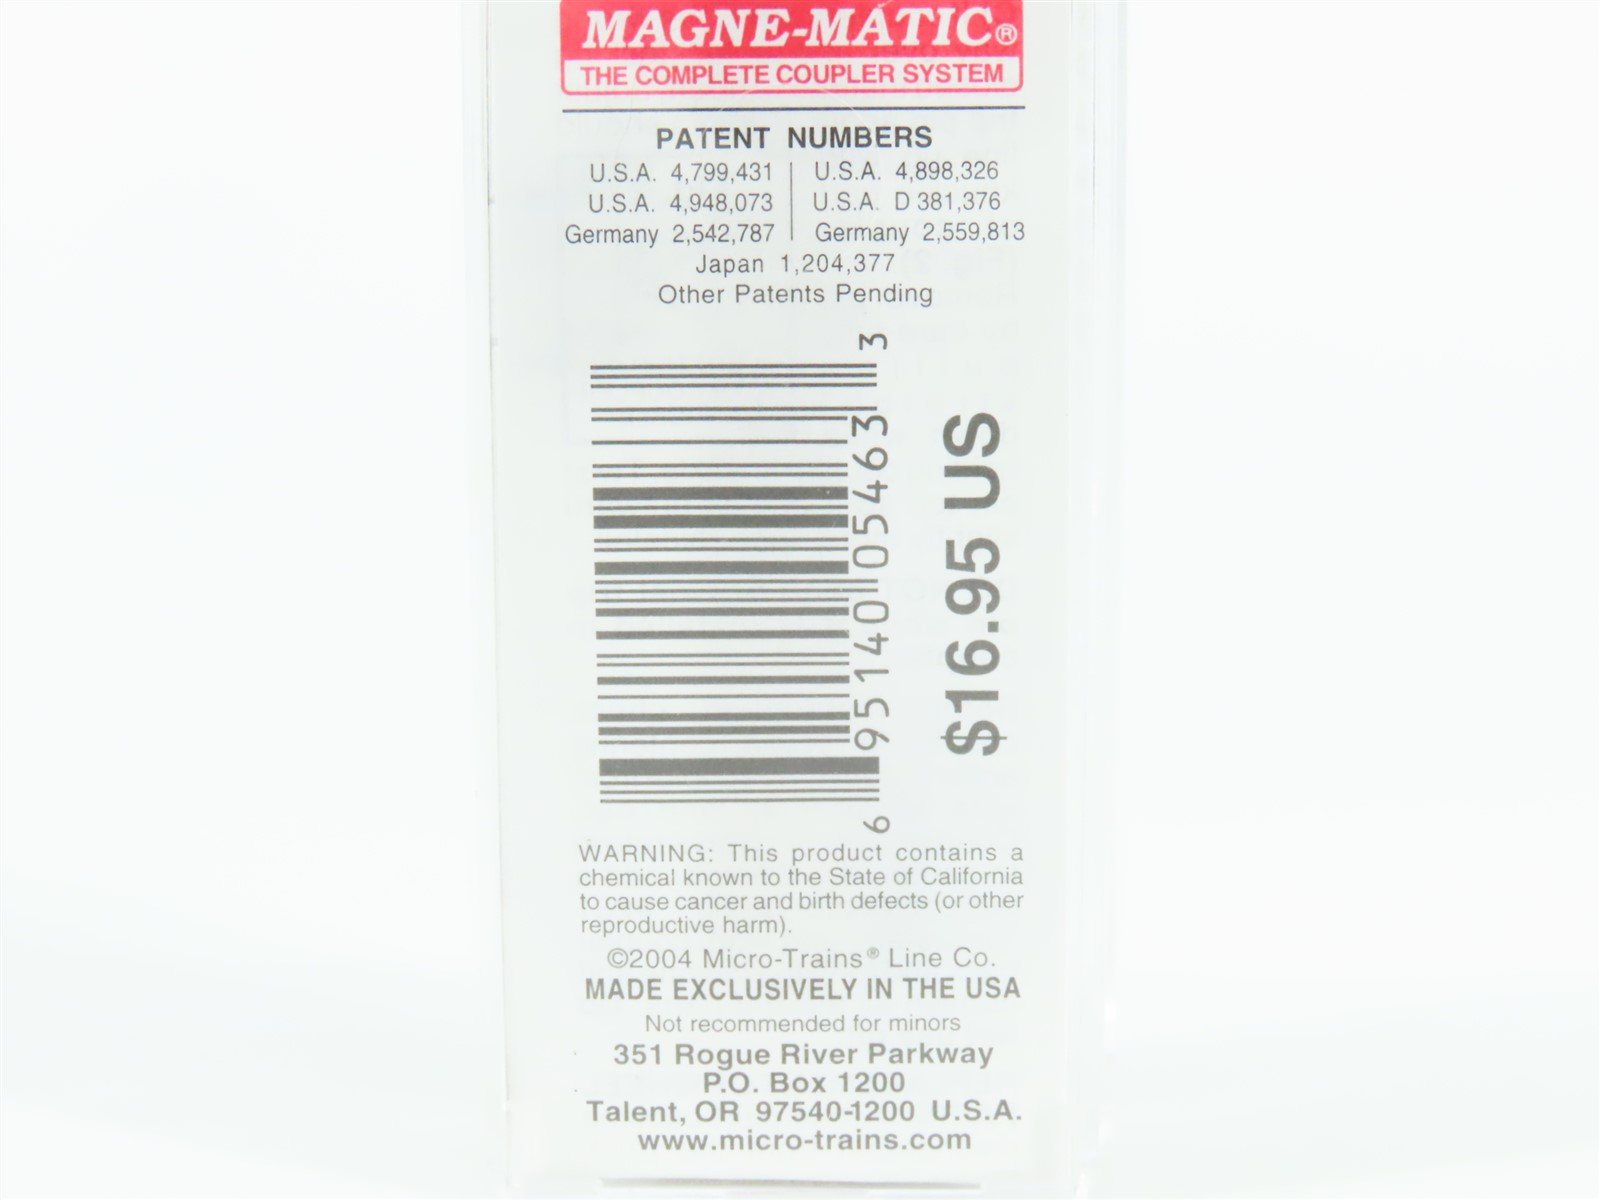 MAGNE-MATIC®
THE COMPLETE COUPLER SYSTEM
PATENT NUMBERS
U.S.A. 4,799,431 | U.S.A. 4,898,326
U.S.A. 4,948,073 | U.S.A. D 381,376
Germany 2,542,787 | Germany 2,559,813
Japan 1,204,377
Other Patents Pending
6 95140 05463 3
$16.95 US
WARNING: This product contains a
chemical known to the State of California
to cause cancer and birth defects (or other
reproductive harm).
©2004 Micro-Trains® Line Co.
MADE EXCLUSIVELY IN THE USA
Not recommended for minors
351 Rogue River Parkway
P.O. Box 1200
Talent, OR 97540-1200 U.S.A.
www.micro-trains.com